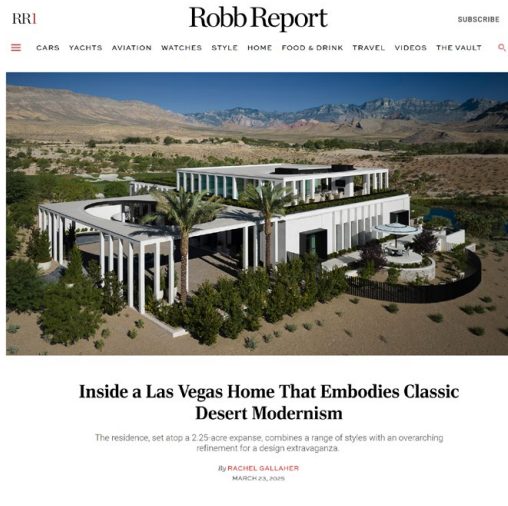 RR1
Robb Report
SUBSCRIBE
CARS YACHTS AVIATION WATCHES STYLE HOME FOOD & DRINK TRAVEL VIDEOS THE VAULT
Inside a Las Vegas Home That Embodies Classic
Desert Modernism
The residence, set atop a 2.25-acre expanse, combines a range of styles with an overarching
refinement for a design extravaganza.
By RACHEL GALLAHER
MARCH 23, 2025